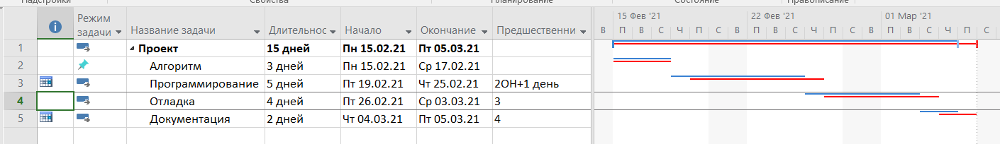 Надстройки Свойства Планирование Состояние Правописание
Режим задачи Название задачи Длительнос Начало Окончание Предшественни
15 Фев '21 22 Фев '21 01 Мар '21
В П В С Ч П С В П В С Ч П С В П В С Ч П С
1 Проект 15 дней Пн 15.02.21 Пт 05.03.21
2 Алгоритм 3 дней Пн 15.02.21 Ср 17.02.21
3 Программирование 5 дней Пт 19.02.21 Чт 25.02.21 2ОН+1 день
4 Отладка 4 дней Пт 26.02.21 Ср 03.03.21 3
5 Документация 2 дней Чт 04.03.21 Пт 05.03.21 4